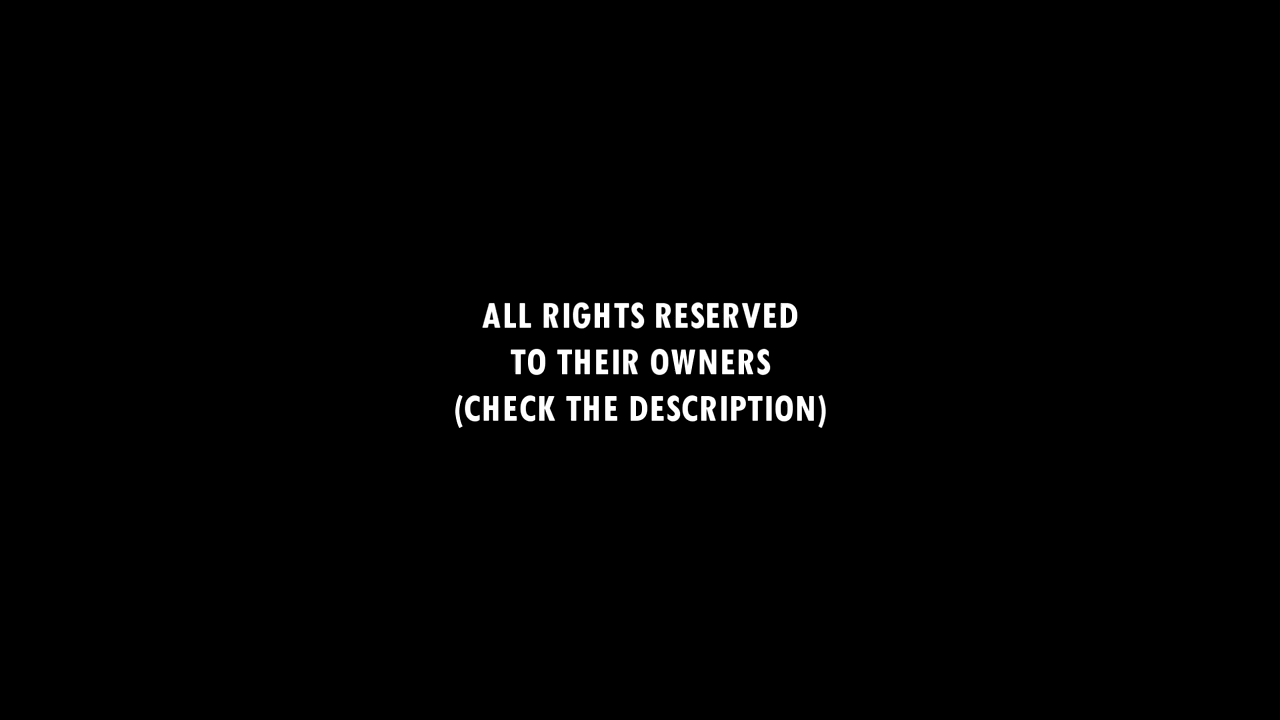 ALL RIGHTS RESERVED
TO THEIR OWNERS
(CHECK THE DESCRIPTION)